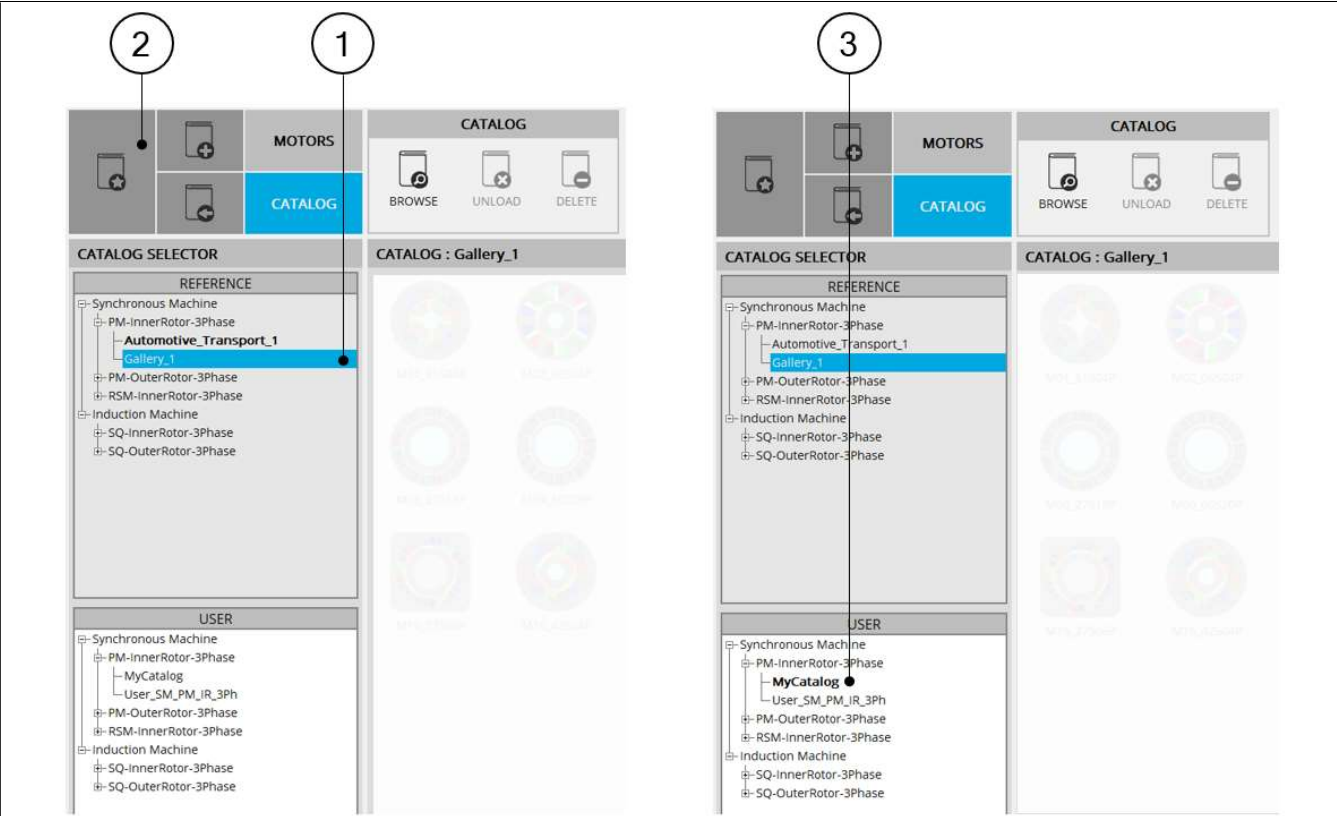 2
1
3
MOTORS
CATALOG
CATALOG
BROWSE
UNLOAD
DELETE
CATALOG SELECTOR
CATALOG : Gallery_1
REFERENCE
Synchronous Machine
PM-InnerRotor-3Phase
Automotive_Transport_1
Gallery_1
PM-OuterRotor-3Phase
RSM-InnerRotor-3Phase
Induction Machine
SQ-InnerRotor-3Phase
SQ-OuterRotor-3Phase
USER
Synchronous Machine
PM-InnerRotor-3Phase
MyCatalog
User_SM_PM_IR_3Ph
PM-OuterRotor-3Phase
RSM-InnerRotor-3Phase
Induction Machine
SQ-InnerRotor-3Phase
SQ-OuterRotor-3Phase
MOTORS
CATALOG
CATALOG
BROWSE
UNLOAD
DELETE
CATALOG SELECTOR
CATALOG : Gallery_1
REFERENCE
Synchronous Machine
PM-InnerRotor-3Phase
Automotive_Transport_1
Gallery_1
PM-OuterRotor-3Phase
RSM-InnerRotor-3Phase
Induction Machine
SQ-InnerRotor-3Phase
SQ-OuterRotor-3Phase
USER
Synchronous Machine
PM-InnerRotor-3Phase
MyCatalog
User_SM_PM_IR_3Ph
PM-OuterRotor-3Phase
RSM-InnerRotor-3Phase
Induction Machine
SQ-InnerRotor-3Phase
SQ-OuterRotor-3Phase